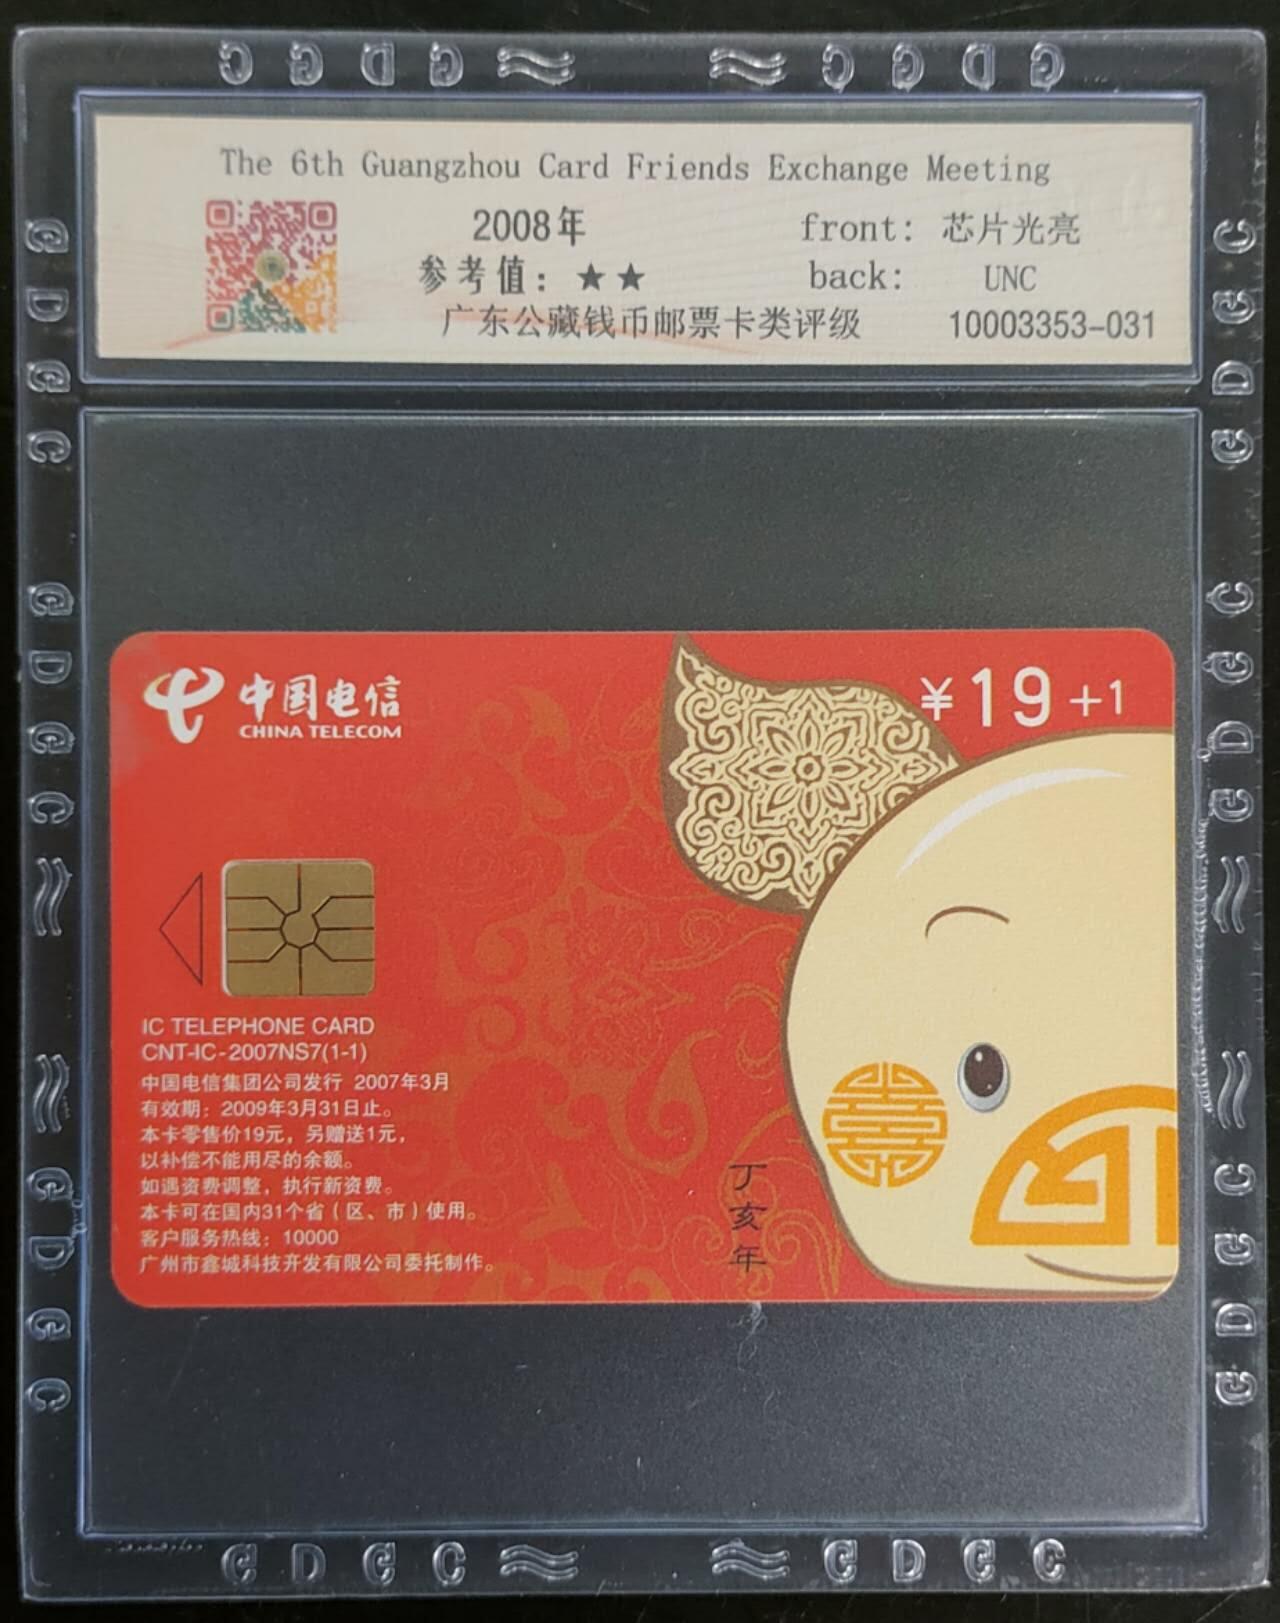 G D G C
C G D G
The 6th Guangzhou Card Friends Exchange Meeting
2008年
front: 芯片光亮
参考值：★★
back: UNC
广东公藏钱币邮票卡类评级
10003353-031
中国电信
CHINA TELECOM
¥19+1
IC TELEPHONE CARD
CNT-IC-2007NS7(1-1)
中国电信集团公司发行 2007年3月
有效期：2009年3月31日止。
本卡零售价19元，另赠送1元，
以补偿不能用尽的余额。
如遇资费调整，执行新资费。
本卡可在国内31个省（区、市）使用。
客户服务热线：10000
广州市鑫城科技开发有限公司委托制作。
丁亥年
G D G C
G D G C